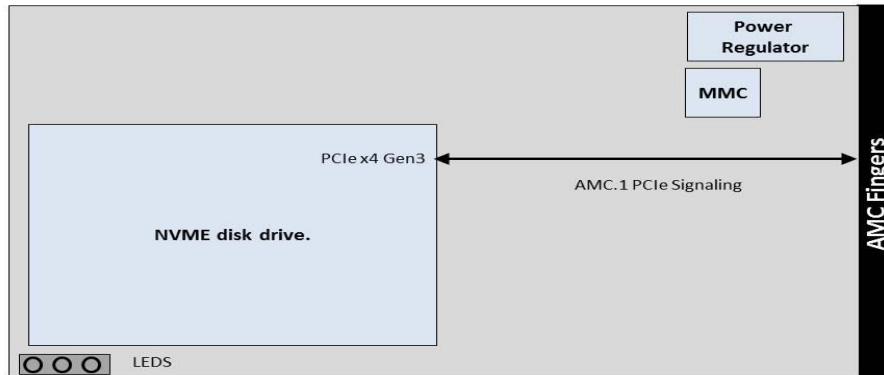 Power
Regulator
MMC
PCIe x4 Gen3
AMC.1 PCIe Signaling
NVME disk drive.
LEDS
AMC Fingers